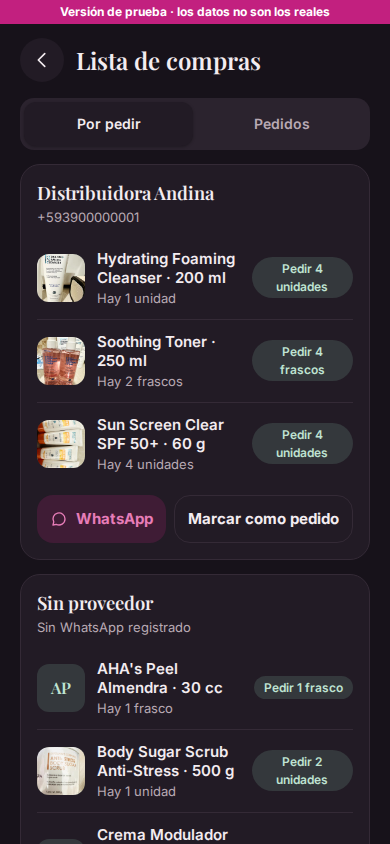 Versión de prueba · los datos no son los reales
Lista de compras
Por pedir
Pedidos
Distribuidora Andina
+593900000001
Hydrating Foaming
Cleanser · 200 ml
Hay 1 unidad
Pedir 4
unidades
Soothing Toner ·
250 ml
Hay 2 frascos
Pedir 4
frascos
Sun Screen Clear
SPF 50+ · 60 g
Hay 4 unidades
Pedir 4
unidades
WhatsApp
Marcar como pedido
Sin proveedor
Sin WhatsApp registrado
AP
AHA's Peel
Almendra · 30 cc
Hay 1 frasco
Pedir 1 frasco
Body Sugar Scrub
Anti-Stress · 500 g
Hay 1 unidad
Pedir 2
unidades
Crema Modulador